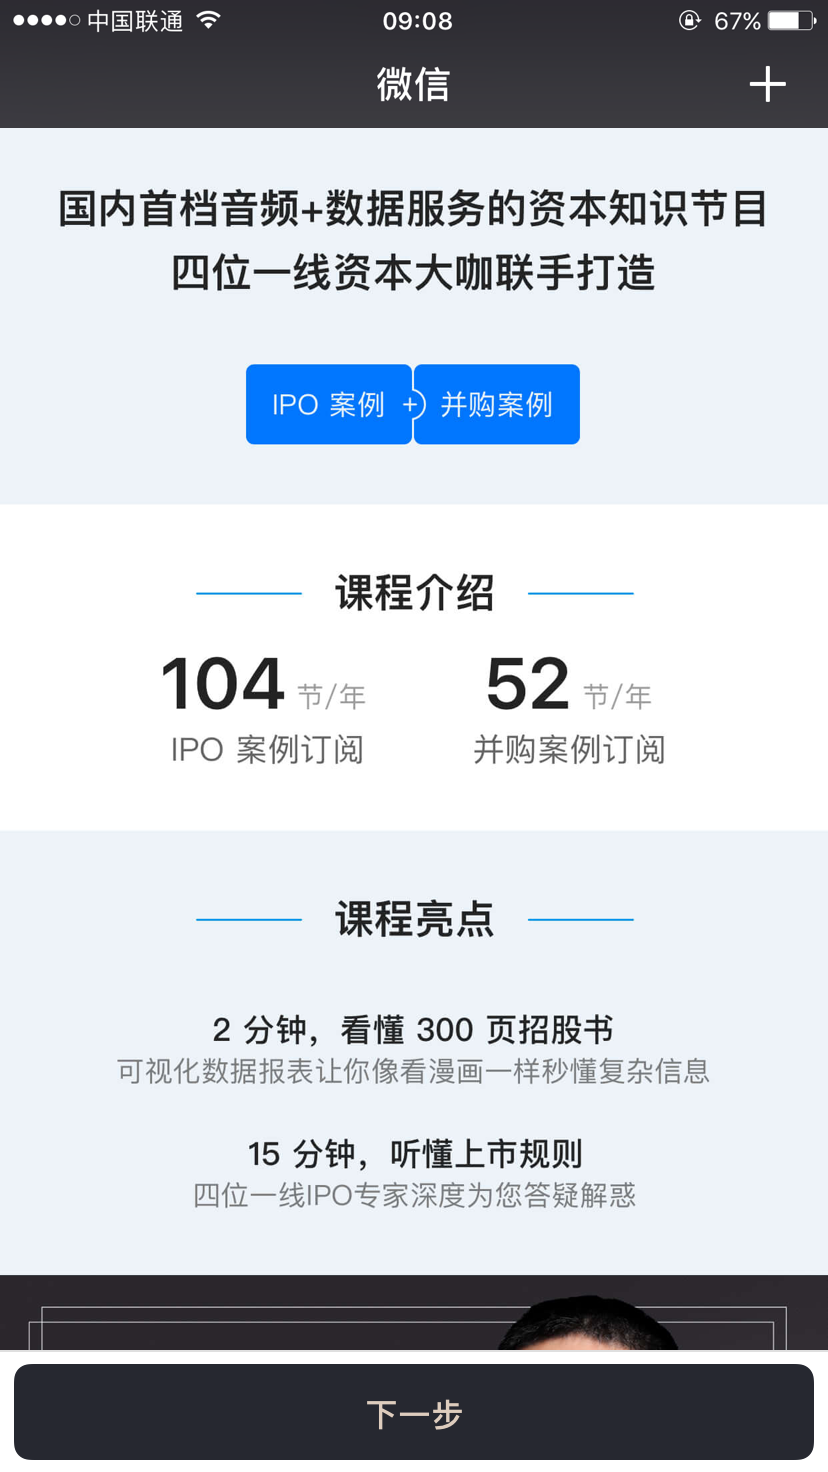 中国联通
09:08
67%
微信
国内首档音频+数据服务的资本知识节目
四位一线资本大咖联手打造
IPO 案例 + 并购案例
课程介绍
104 节/年
52 节/年
IPO 案例订阅
并购案例订阅
课程亮点
2 分钟，看懂 300 页招股书
可视化数据报表让你像看漫画一样秒懂复杂信息
15 分钟，听懂上市规则
四位一线IPO专家深度为您答疑解惑
下一步